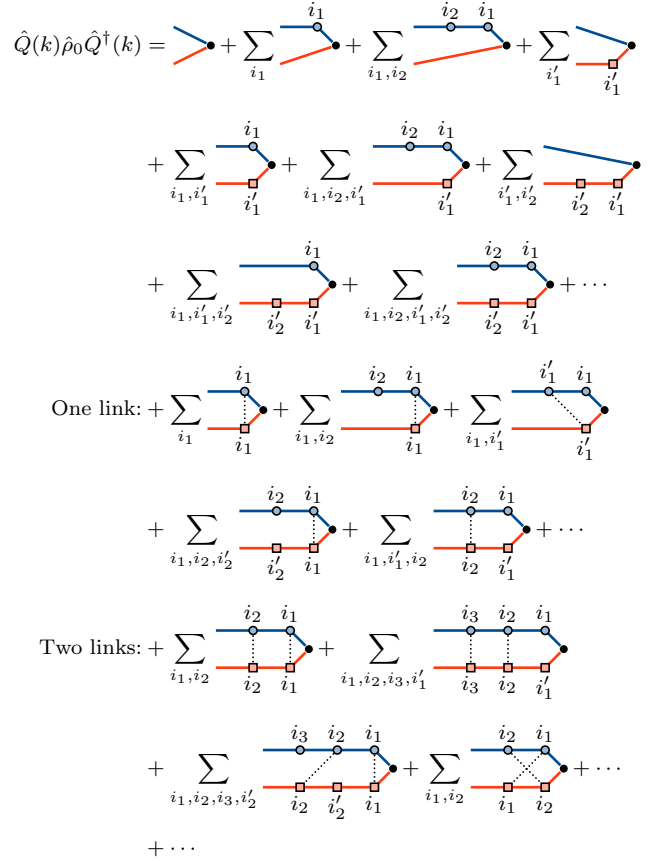 Q̂(k)ρ̂₀Q̂†(k) = + ∑_{i₁} i₁ + ∑_{i₁,i₂} i₂ i₁ + ∑_{i′₁} i′₁
+ ∑_{i₁,i′₁} i₁ i′₁ + ∑_{i₁,i₂,i′₁} i₂ i₁ i′₁ + ∑_{i′₁,i′₂} i′₂ i′₁
+ ∑_{i₁,i′₁,i′₂} i₁ i′₂ i′₁ + ∑_{i₁,i₂,i′₁,i′₂} i₂ i₁ i′₂ i′₁ + ⋯
One link: + ∑_{i₁} i₁ i₁ + ∑_{i₁,i₂} i₂ i₁ i₁ + ∑_{i₁,i′₁} i′₁ i₁ i′₁
+ ∑_{i₁,i₂,i′₂} i₂ i₁ i′₂ i₁ + ∑_{i₁,i′₁,i₂} i₂ i₁ i₂ i′₁ + ⋯
Two links: + ∑_{i₁,i₂} i₂ i₁ i₂ i₁ + ∑_{i₁,i₂,i₃,i′₁} i₃ i₂ i₁ i₃ i₂ i′₁
+ ∑_{i₁,i₂,i₃,i′₂} i₃ i₂ i₁ i₂ i′₂ i₁ + ∑_{i₁,i₂} i₂ i₁ i₁ i₂ + ⋯
+ ⋯